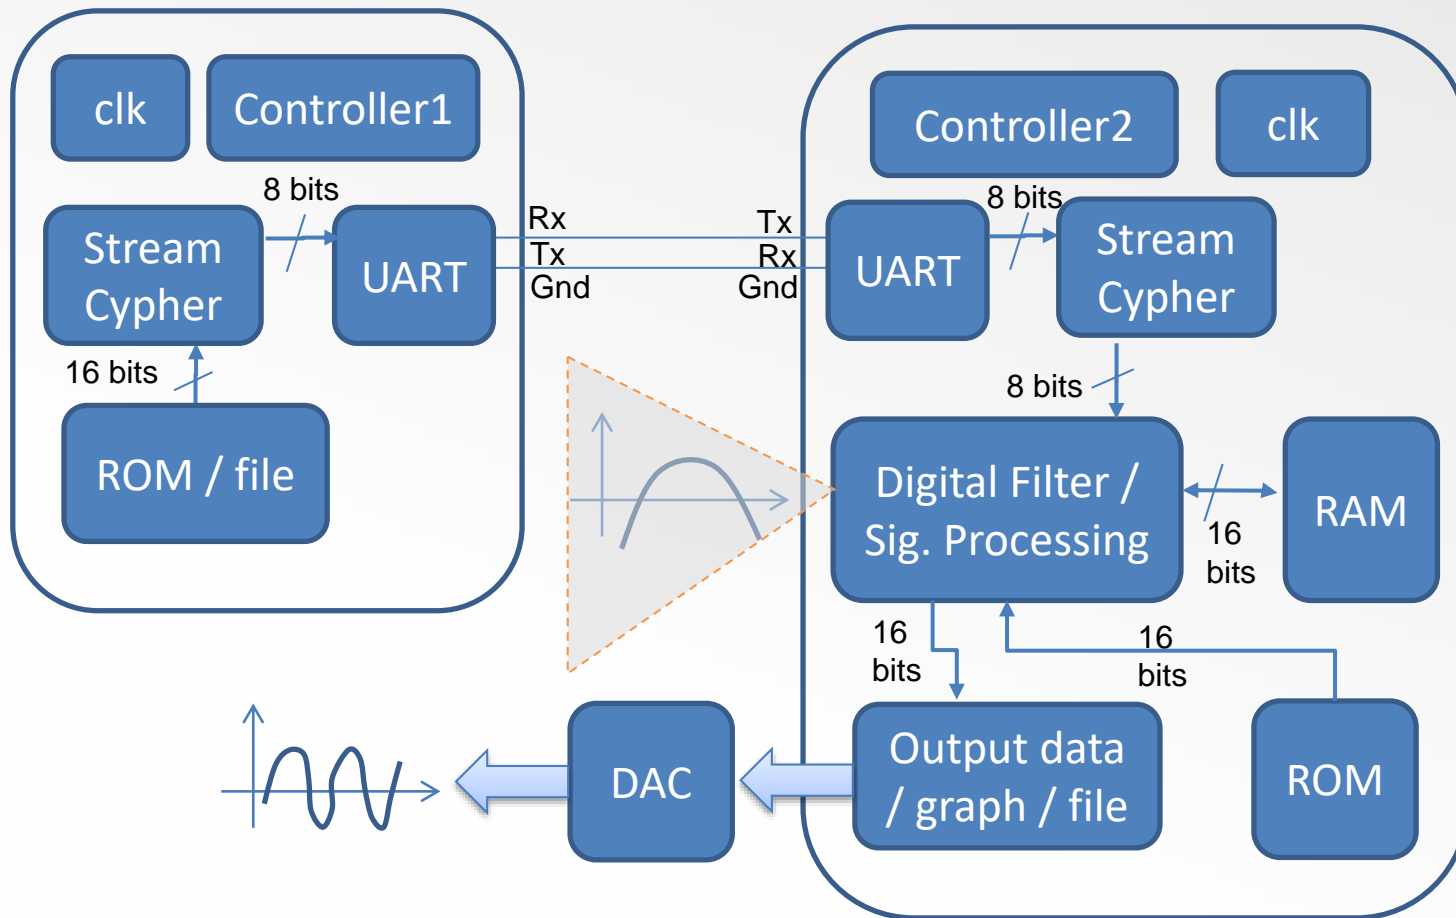 clk
Controller1
8 bits
Stream
Cypher
UART
16 bits
ROM / file
Rx
Tx
Gnd
Tx
Rx
Gnd
Controller2
clk
8 bits
UART
Stream
Cypher
8 bits
Digital Filter /
Sig. Processing
RAM
16
bits
16
bits
16
bits
DAC
Output data
/ graph / file
ROM